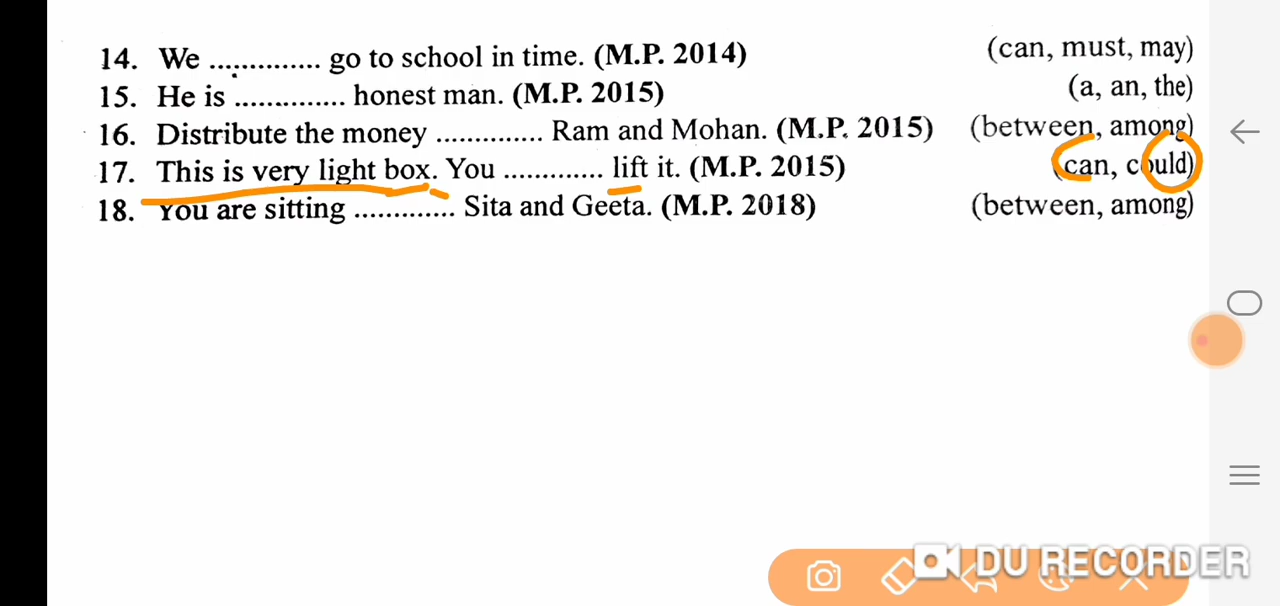 14. We .............. go to school in time. (M.P. 2014) (can, must, may)
15. He is .............. honest man. (M.P. 2015) (a, an, the)
16. Distribute the money .............. Ram and Mohan. (M.P. 2015) (between, among)
17. This is very light box. You ............. lift it. (M.P. 2015) (can, could)
18. You are sitting ............. Sita and Geeta. (M.P. 2018) (between, among)
DU RECORDER